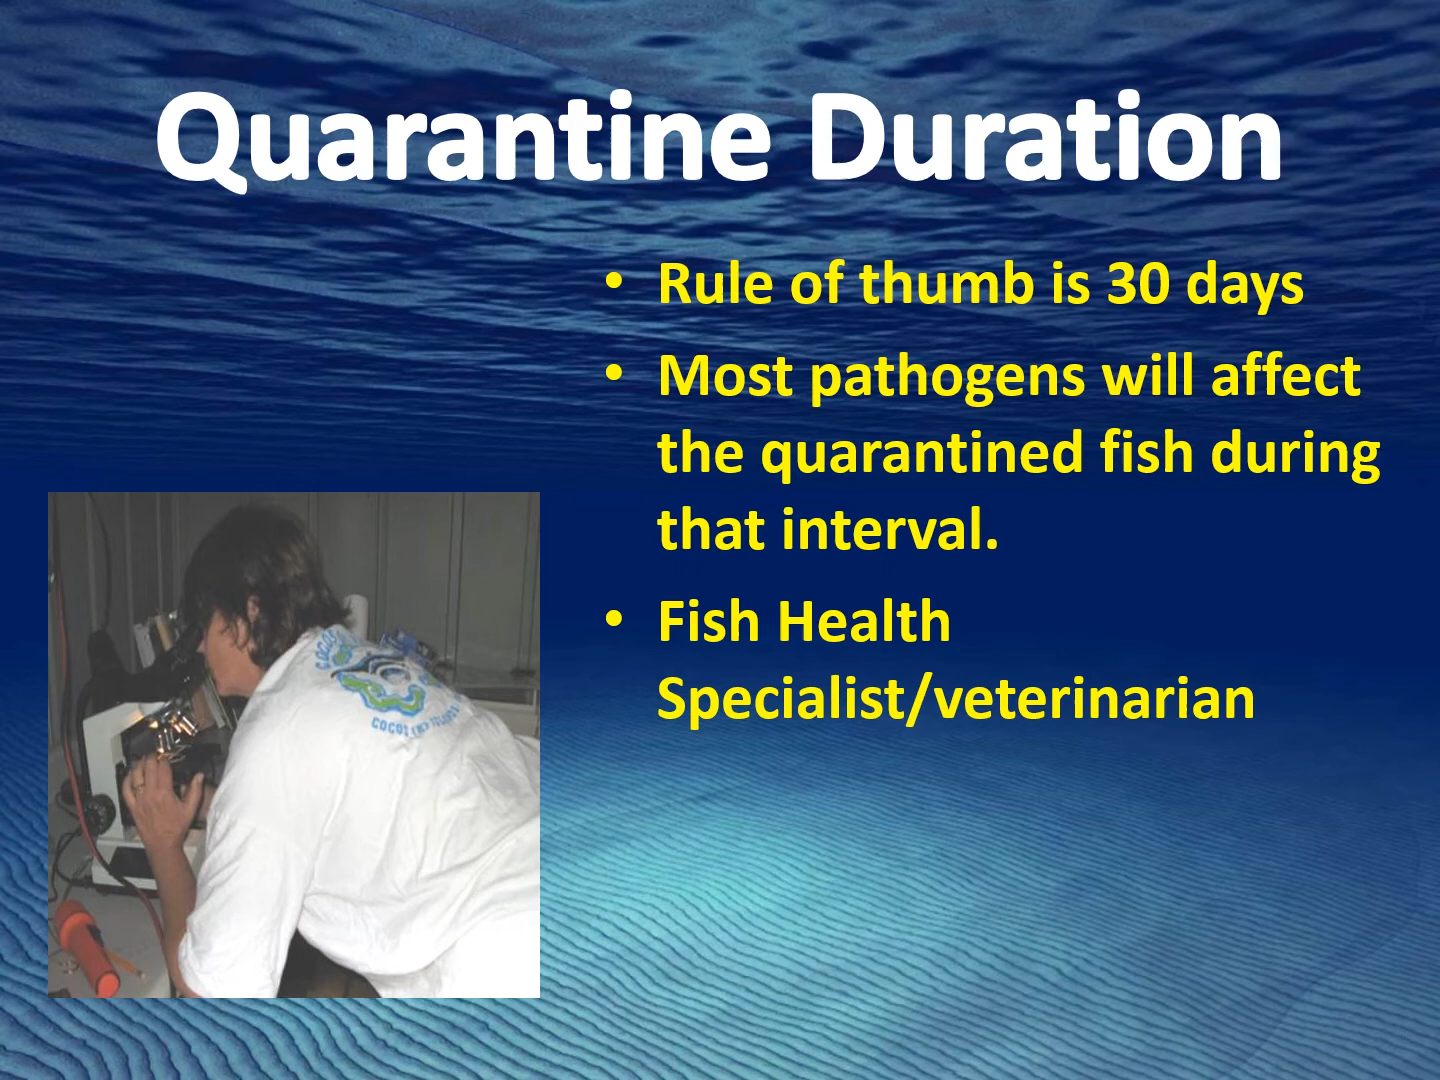 Quarantine Duration
• Rule of thumb is 30 days
• Most pathogens will affect
the quarantined fish during
that interval.
• Fish Health
Specialist/veterinarian
COCOS